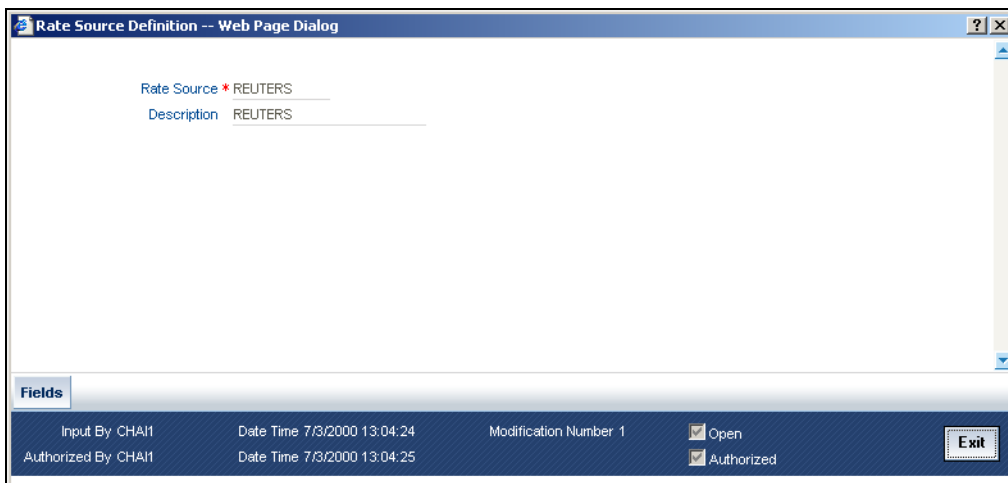 Rate Source Definition -- Web Page Dialog
? X
Rate Source * REUTERS
Description REUTERS
Fields
Input By CHAI1 Date Time 7/3/2000 13:04:24 Modification Number 1 Open
Authorized By CHAI1 Date Time 7/3/2000 13:04:25 Authorized
Exit